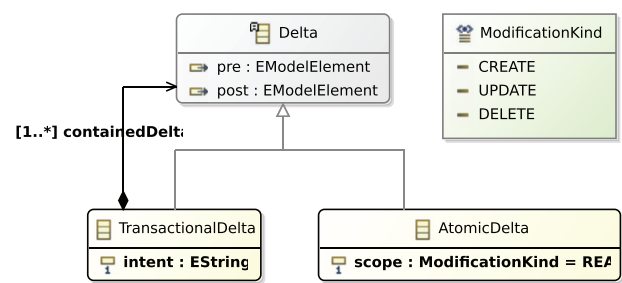 Delta
pre : EModelElement
post : EModelElement
ModificationKind
CREATE
UPDATE
DELETE
[1..*] containedDelta
TransactionalDelta
intent : EString
AtomicDelta
scope : ModificationKind = REA